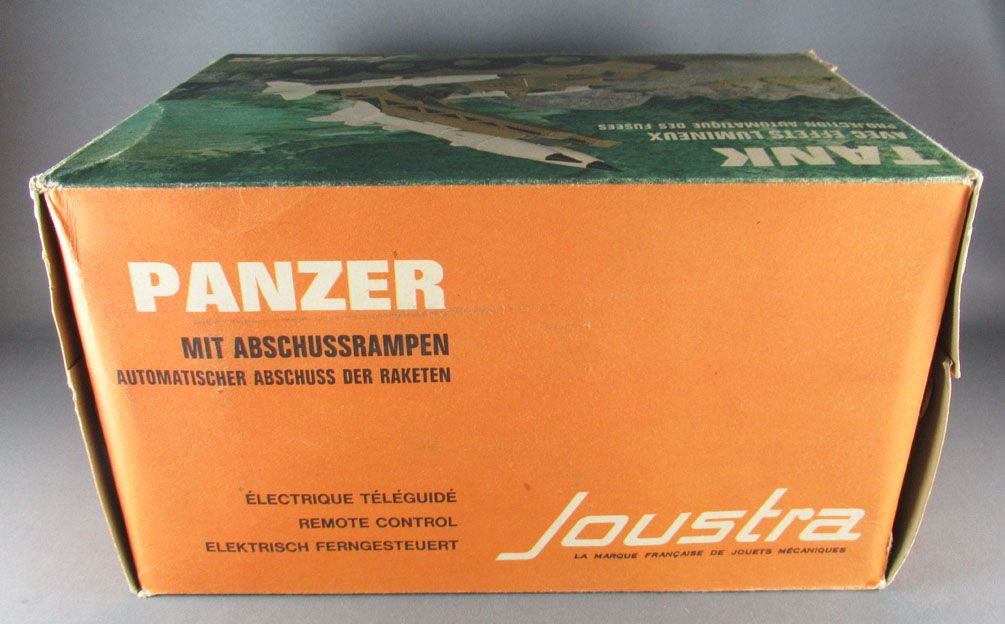 TANK
AVEC EFFETS LUMINEUX
PROJECTION AUTOMATIQUE DES FUSÉES
PANZER
MIT ABSCHUSSRAMPEN
AUTOMATISCHER ABSCHUSS DER RAKETEN
ÉLECTRIQUE TÉLÉGUIDÉ
REMOTE CONTROL
ELEKTRISCH FERNGESTEUERT
Joustra
LA MARQUE FRANÇAISE DE JOUETS MÉCANIQUES